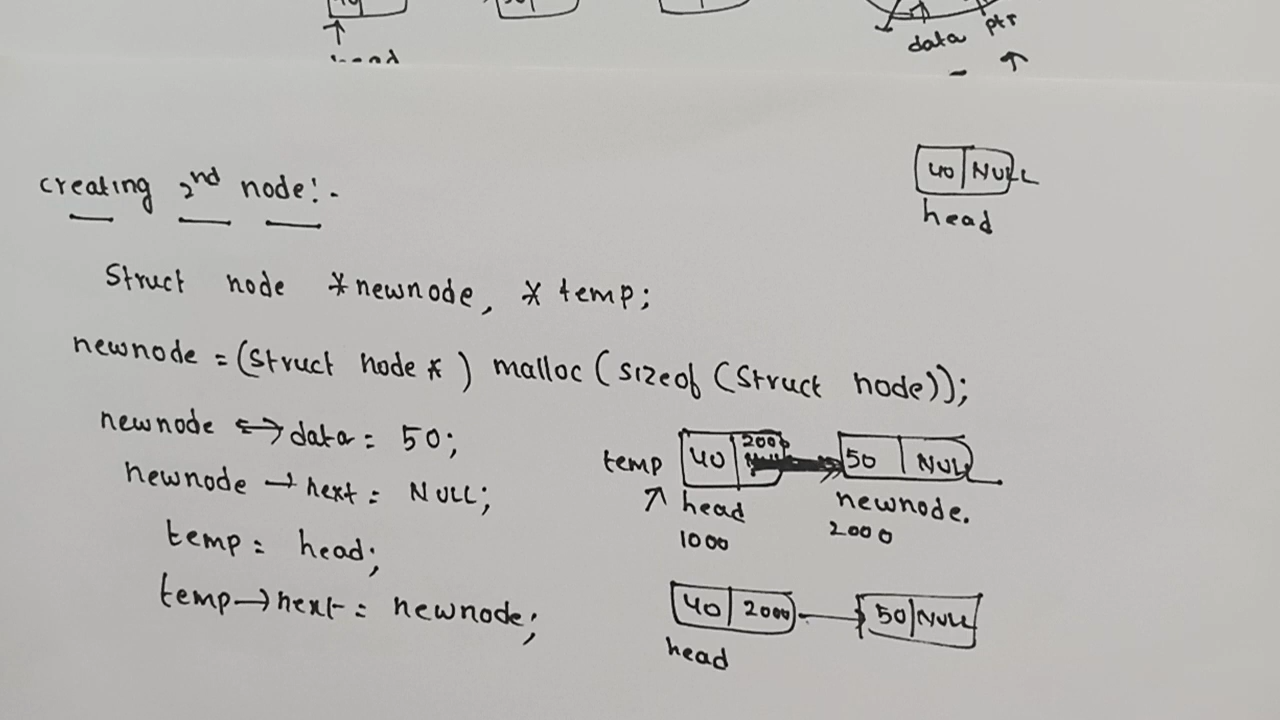 data ptr
creating 2nd node:-
40 NULL
head
Struct node *newnode, * temp;
newnode = (struct node *) malloc (sizeof (struct node));
newnode ↔ data = 50;
newnode → next = NULL;
temp = head;
temp → next = newnode;
temp 40 2000 50 NULL
head newnode.
1000 2000
40 2000 50 NULL
head